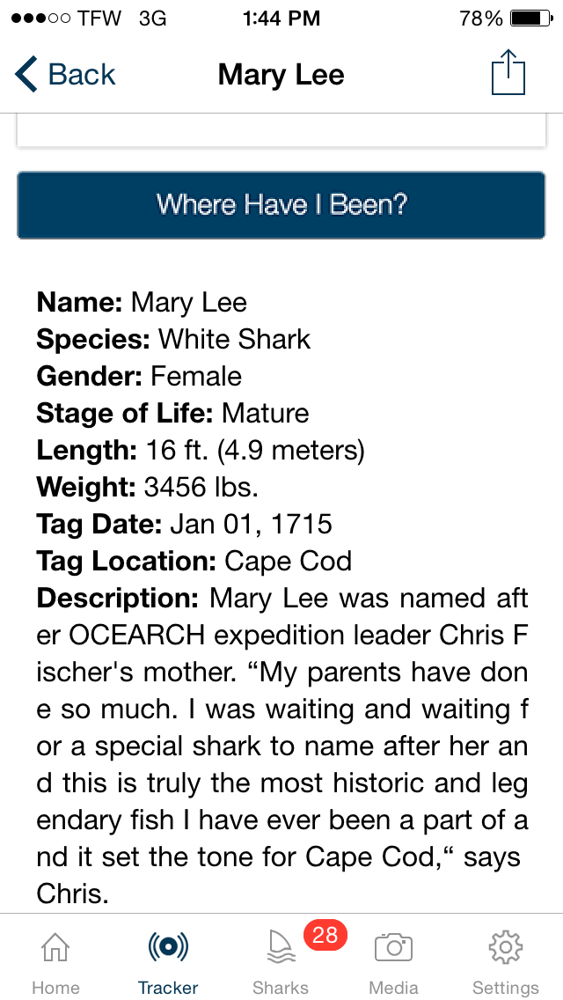 TFW 3G 1:44 PM 78%
Back Mary Lee
Where Have I Been?
Name: Mary Lee
Species: White Shark
Gender: Female
Stage of Life: Mature
Length: 16 ft. (4.9 meters)
Weight: 3456 lbs.
Tag Date: Jan 01, 1715
Tag Location: Cape Cod
Description: Mary Lee was named aft
er OCEARCH expedition leader Chris F
ischer's mother. “My parents have don
e so much. I was waiting and waiting f
or a special shark to name after her an
d this is truly the most historic and leg
endary fish I have ever been a part of a
nd it set the tone for Cape Cod,“ says
Chris.
28
Home Tracker Sharks Media Settings